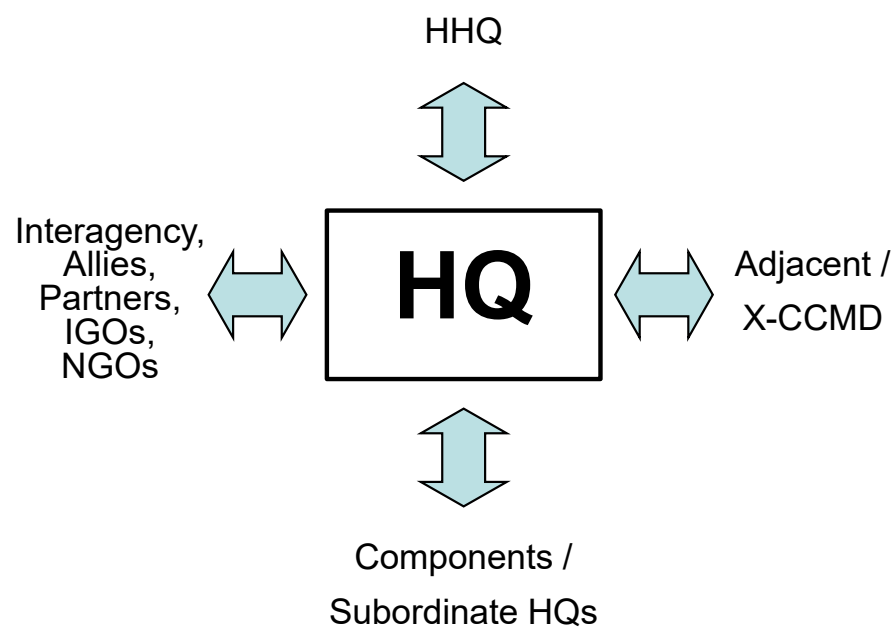 HHQ
Interagency,
Allies,
Partners,
IGOs,
NGOs
HQ
Adjacent /
X-CCMD
Components /
Subordinate HQs